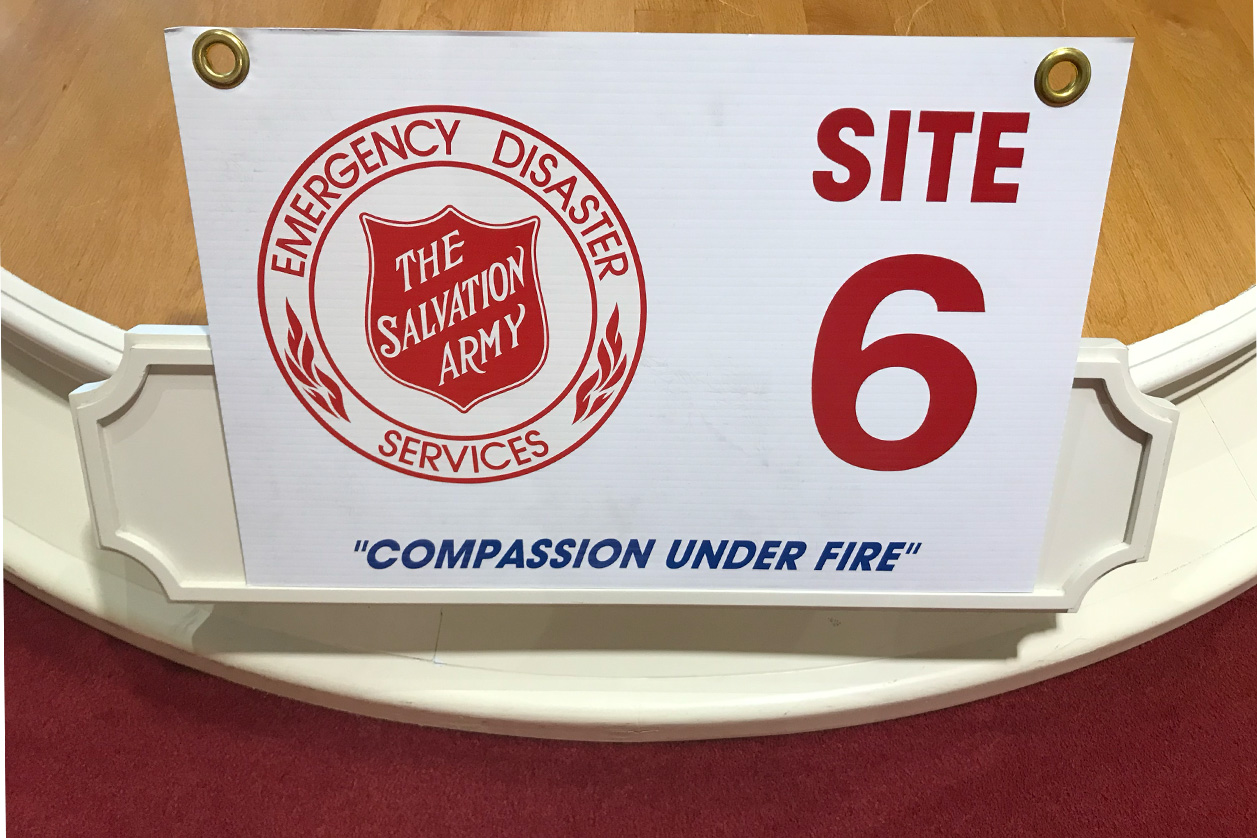 EMERGENCY DISASTER
THE
SALVATION
ARMY
SERVICES
SITE
6
"COMPASSION UNDER FIRE"